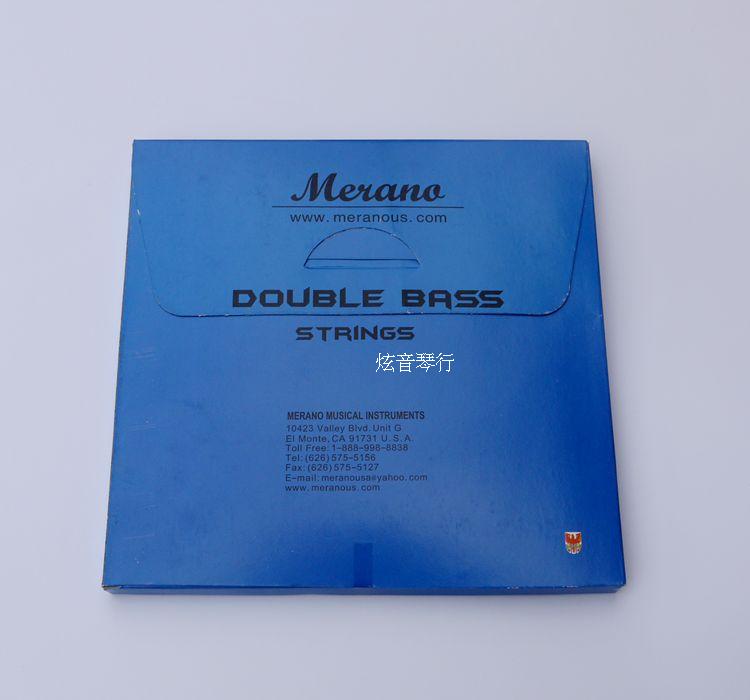 Merano
www.meranous.com
DOUBLE BASS
STRINGS
炫音琴行
MERANO MUSICAL INSTRUMENTS
10423 Valley Blvd. Unit G
El Monte, CA 91731 U.S.A.
Toll Free: 1-888-998-8838
Tel: (626) 575-5156
Fax: (626) 575-5127
E-mail: meranousa@yahoo.com
www.meranous.com